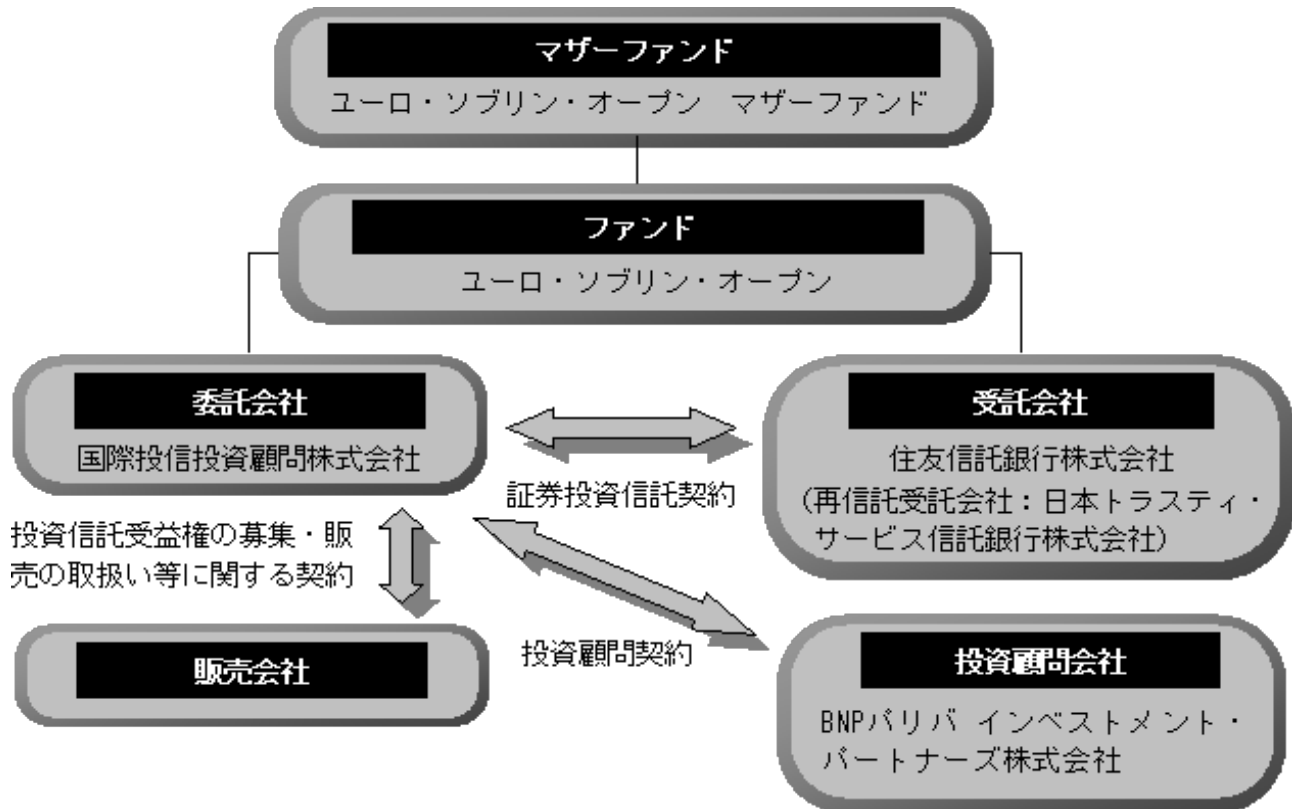 マザーファンド
ユーロ・ソブリン・オープン　マザーファンド
ファンド
ユーロ・ソブリン・オープン
委託会社
国際投信投資顧問株式会社
受託会社
住友信託銀行株式会社
（再信託受託会社：日本トラスティ・
サービス信託銀行株式会社）
証券投資信託契約
投資信託受益権の募集・販
売の取扱い等に関する契約
投資顧問契約
販売会社
投資顧問会社
BNPパリバ インベストメント・
パートナーズ株式会社